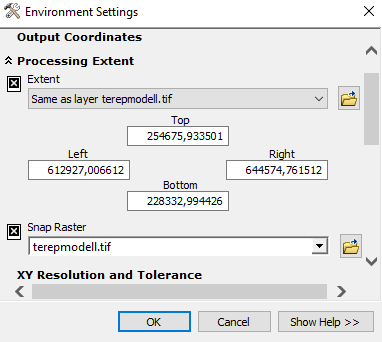 Environment Settings
Output Coordinates
Processing Extent
Extent
Same as layer terepmodell.tif
Top
254675,933501
Left
Right
612927,006612
644574,761512
Bottom
228332,994426
Snap Raster
terepmodell.tif
XY Resolution and Tolerance
OK
Cancel
Show Help >>